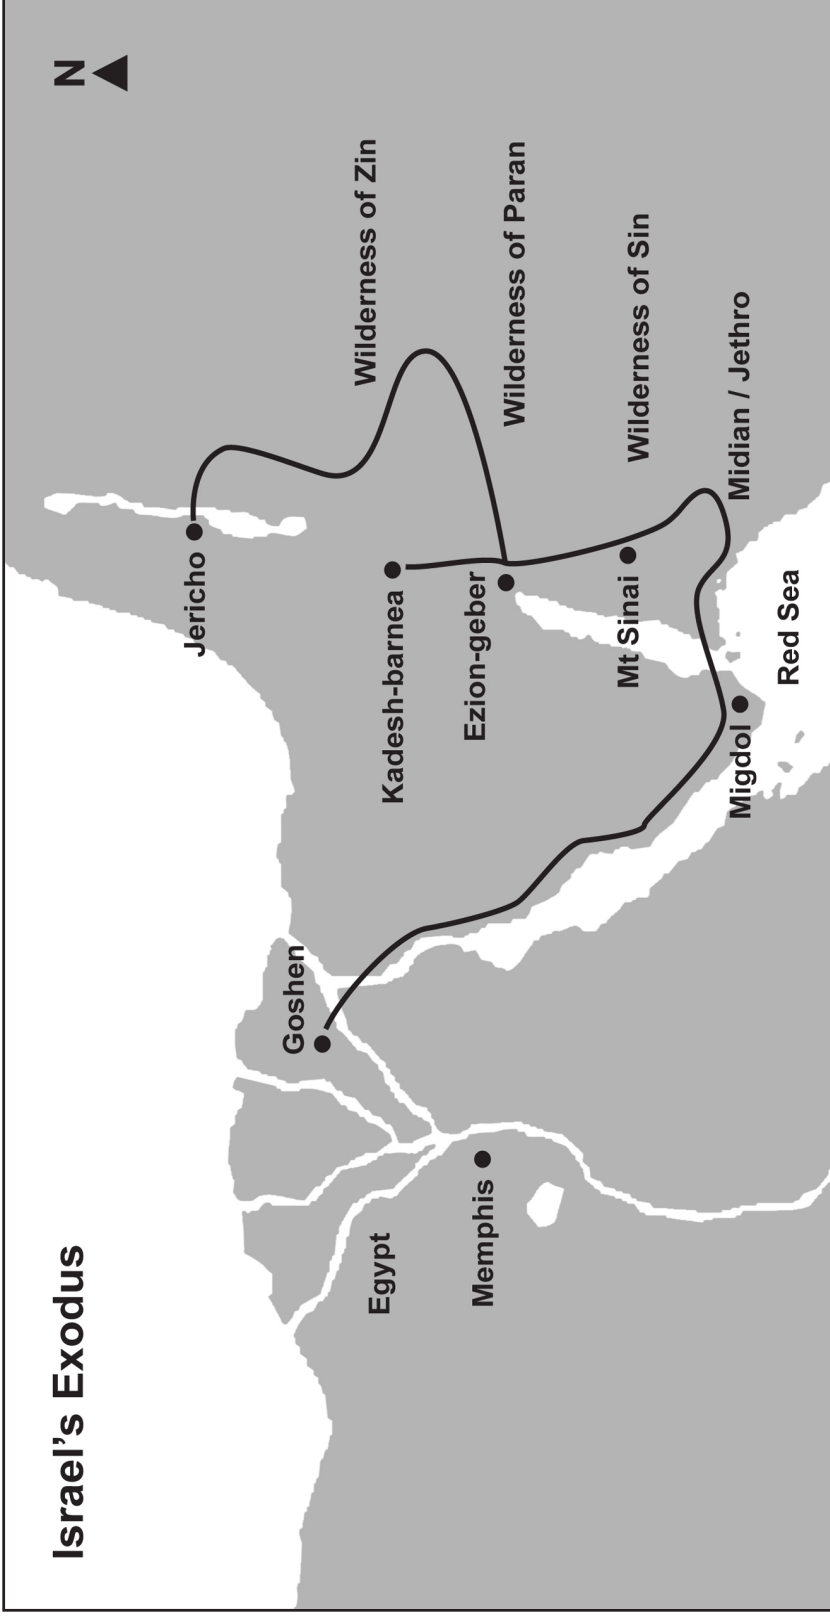 Israel’s Exodus
N
Jericho
Goshen
Wilderness of Zin
Egypt
Kadesh-barnea
Memphis
Ezion-geber
Wilderness of Paran
Mt Sinai
Wilderness of Sin
Migdol
Midian / Jethro
Red Sea